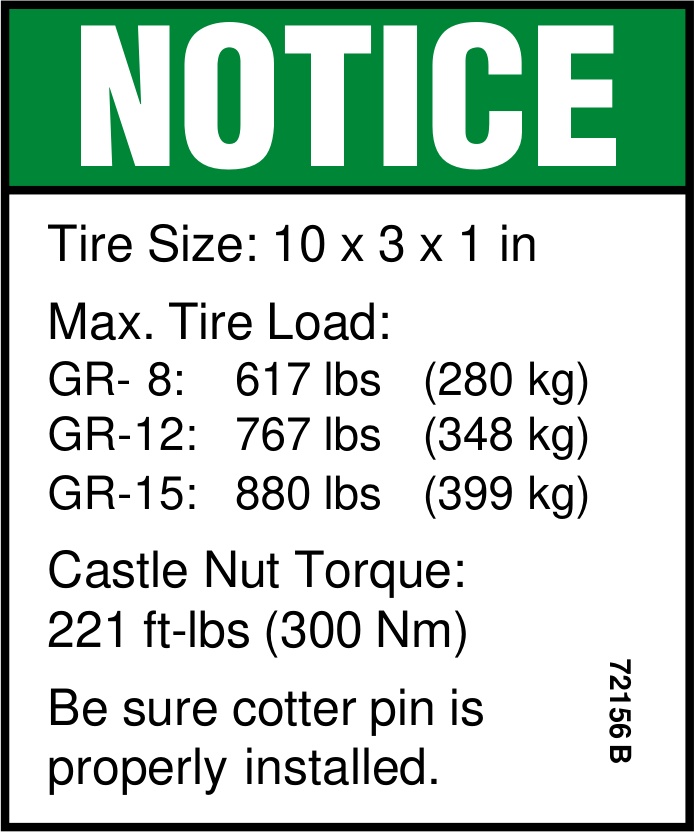 NOTICE
Tire Size: 10 x 3 x 1 in
Max. Tire Load:
GR- 8: 617 lbs (280 kg)
GR-12: 767 lbs (348 kg)
GR-15: 880 lbs (399 kg)
Castle Nut Torque:
221 ft-lbs (300 Nm)
Be sure cotter pin is
properly installed.
72156 B